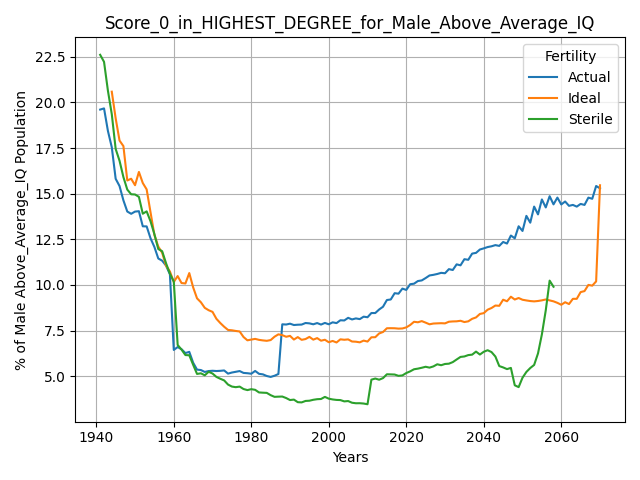 Score_0_in_HIGHEST_DEGREE_for_Male_Above_Average_IQ
% of Male Above_Average_IQ Population
22.5
20.0
17.5
15.0
12.5
10.0
7.5
5.0
Fertility
Actual
Ideal
Sterile
1940 1960 1980 2000 2020 2040 2060
Years